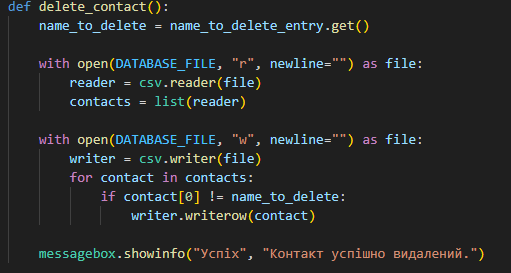 def delete_contact():
    name_to_delete = name_to_delete_entry.get()
    with open(DATABASE_FILE, "r", newline="") as file:
        reader = csv.reader(file)
        contacts = list(reader)
    with open(DATABASE_FILE, "w", newline="") as file:
        writer = csv.writer(file)
        for contact in contacts:
            if contact[0] != name_to_delete:
                writer.writerow(contact)
    messagebox.showinfo("Успіх", "Контакт успішно видалений.")